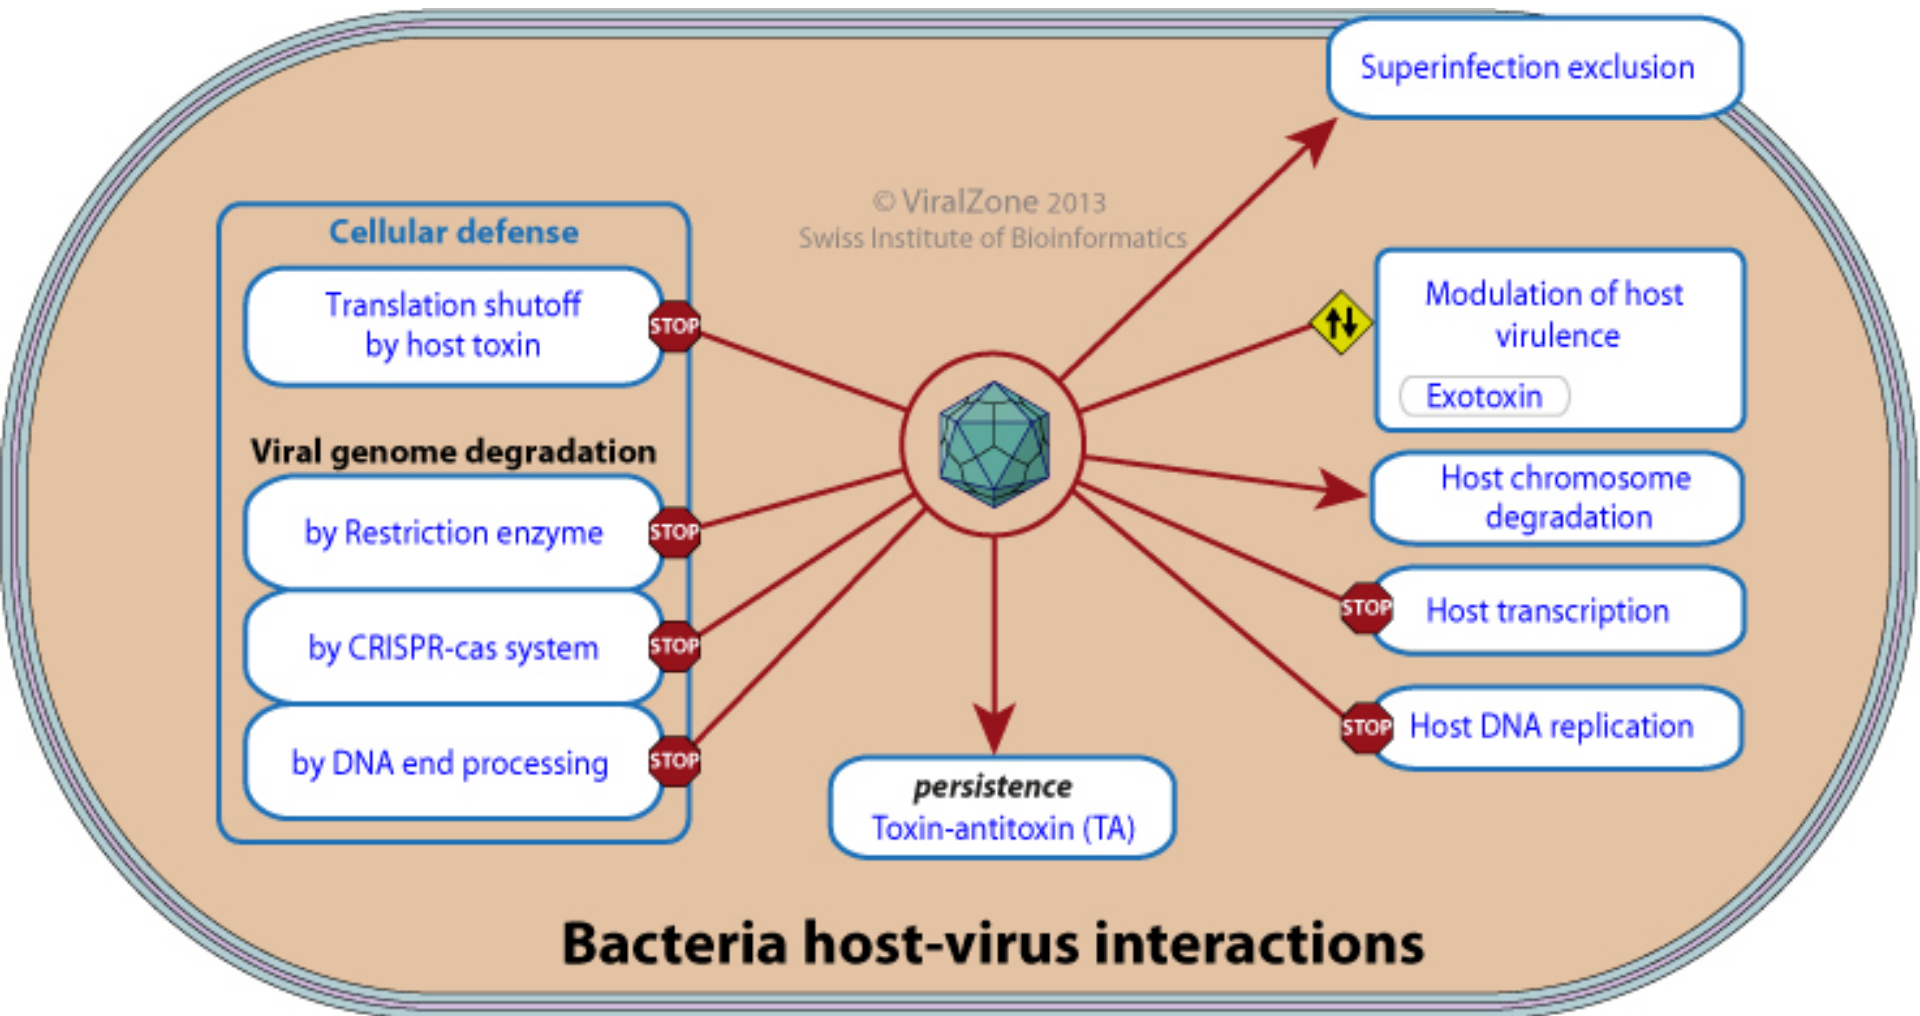 Superinfection exclusion
© ViralZone 2013
Swiss Institute of Bioinformatics
Cellular defense
Translation shutoff
by host toxin
STOP
Viral genome degradation
by Restriction enzyme
STOP
by CRISPR-cas system
STOP
by DNA end processing
STOP
Modulation of host
virulence
Exotoxin
Host chromosome
degradation
STOP
Host transcription
STOP
Host DNA replication
persistence
Toxin-antitoxin (TA)
Bacteria host-virus interactions